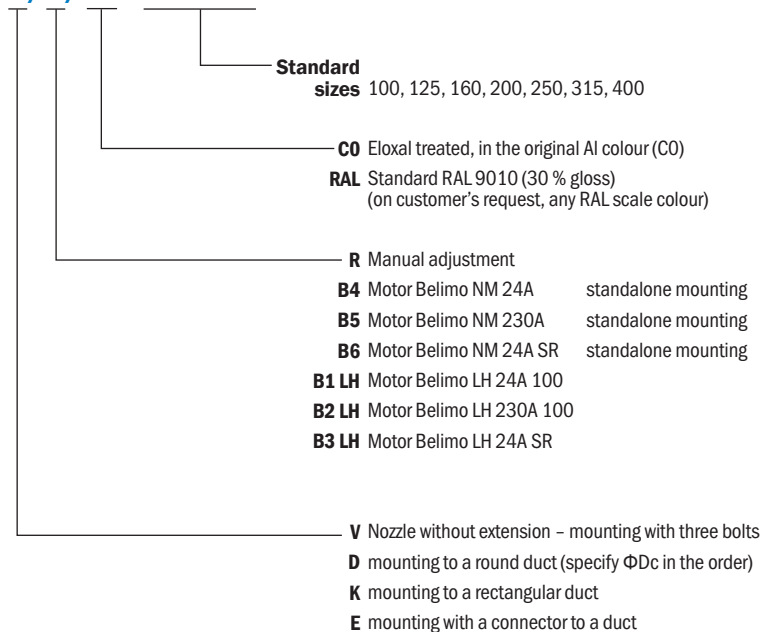 Standard
sizes 100, 125, 160, 200, 250, 315, 400
C0 Eloxal treated, in the original Al colour (C0)
RAL Standard RAL 9010 (30 % gloss)
(on customer's request, any RAL scale colour)
R Manual adjustment
B4 Motor Belimo NM 24A standalone mounting
B5 Motor Belimo NM 230A standalone mounting
B6 Motor Belimo NM 24A SR standalone mounting
B1 LH Motor Belimo LH 24A 100
B2 LH Motor Belimo LH 230A 100
B3 LH Motor Belimo LH 24A SR
V Nozzle without extension – mounting with three bolts
D mounting to a round duct (specify ΦDc in the order)
K mounting to a rectangular duct
E mounting with a connector to a duct